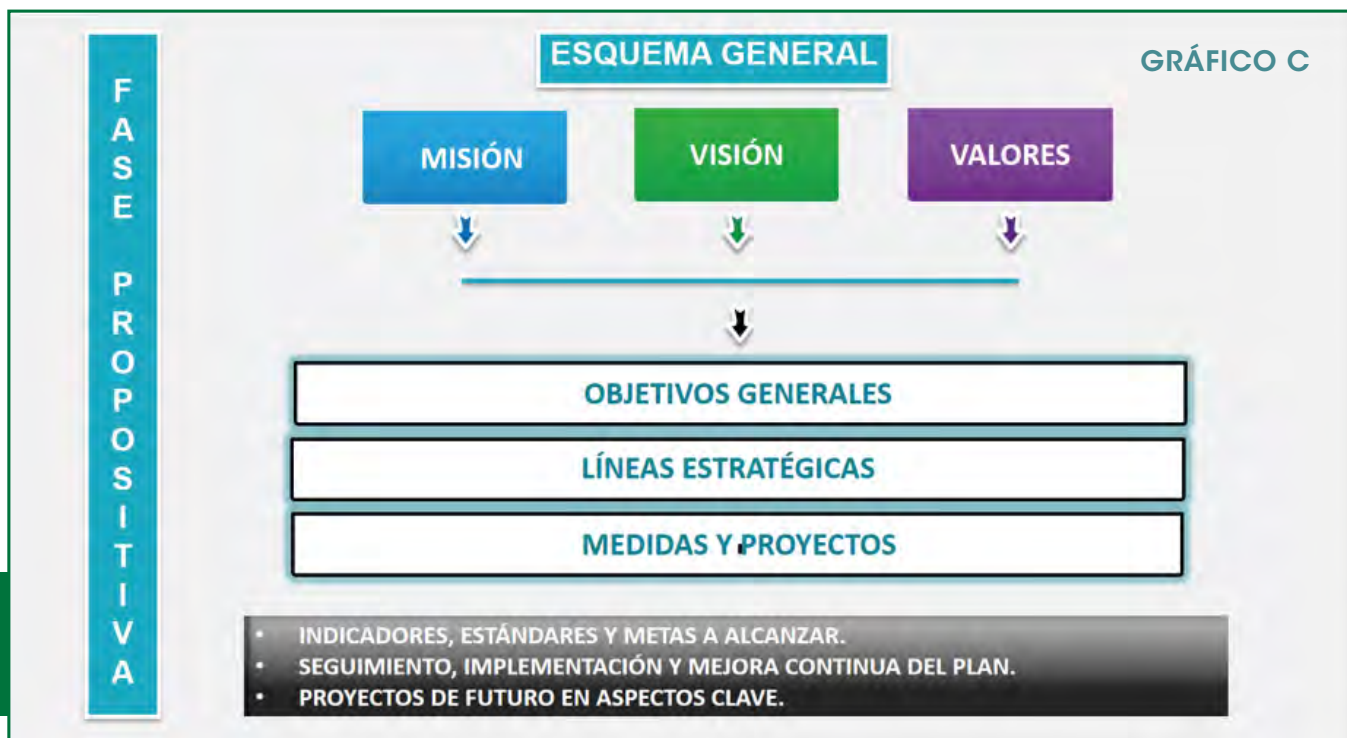 FASE PROPOSITIVA
ESQUEMA GENERAL
GRÁFICO C
MISIÓN
VISIÓN
VALORES
OBJETIVOS GENERALES
LÍNEAS ESTRATÉGICAS
MEDIDAS Y PROYECTOS
• INDICADORES, ESTÁNDARES Y METAS A ALCANZAR.
• SEGUIMIENTO, IMPLEMENTACIÓN Y MEJORA CONTINUA DEL PLAN.
• PROYECTOS DE FUTURO EN ASPECTOS CLAVE.